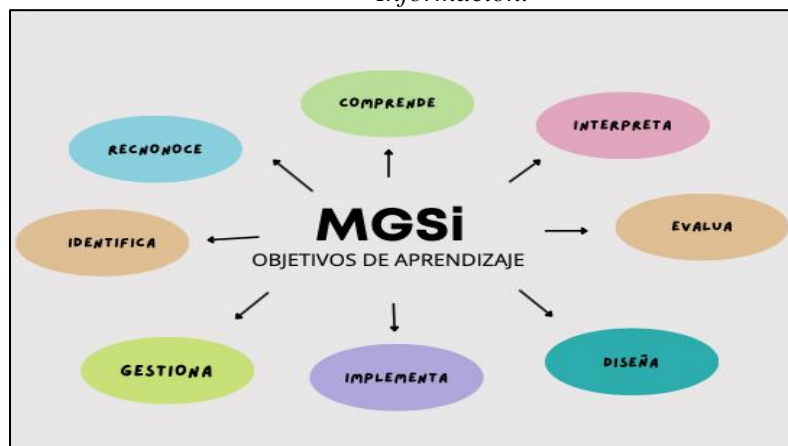 Información.
COMPRENDE
INTERPRETA
RECNONOCE
MGSi
OBJETIVOS DE APRENDIZAJE
EVALUA
IDENTIFICA
GESTIONA
IMPLEMENTA
DISEÑA